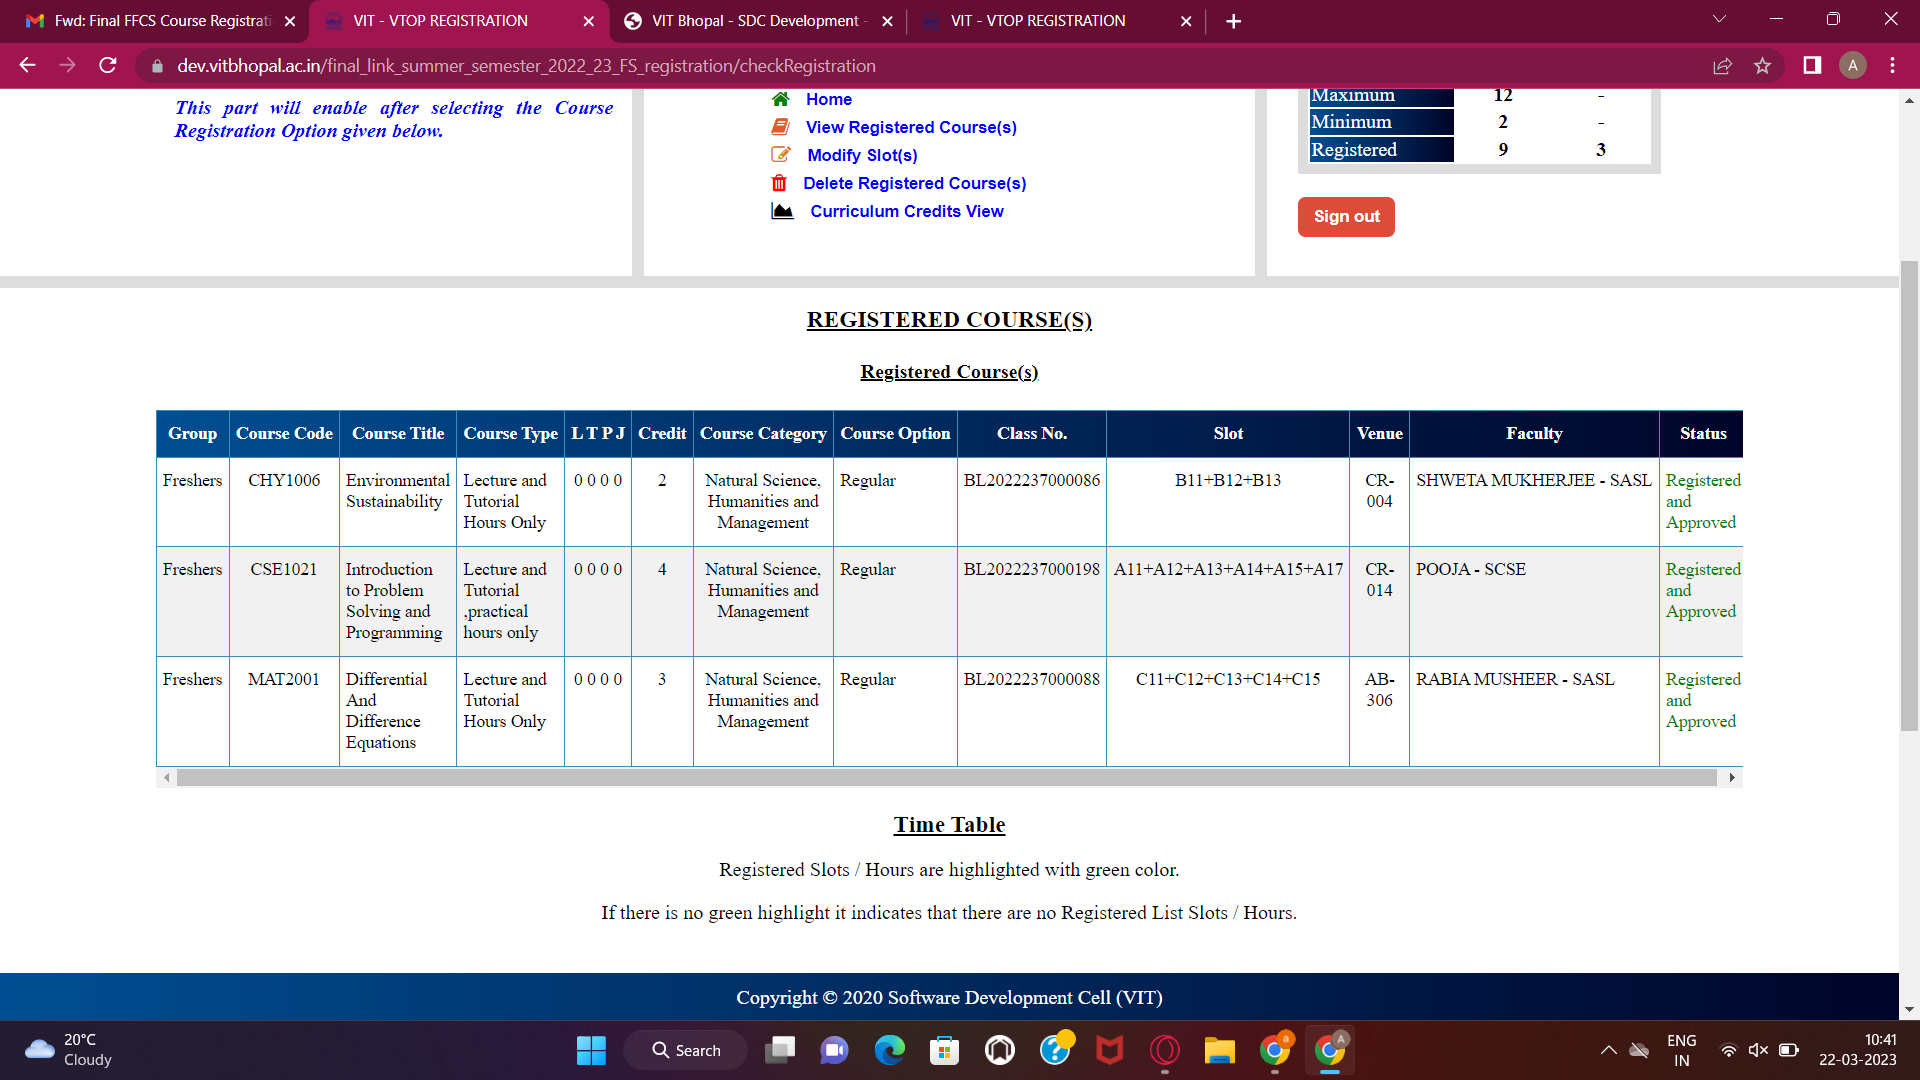 Fwd: Final FFCS Course Registrati
VIT - VTOP REGISTRATION
VIT Bhopal - SDC Development -
VIT - VTOP REGISTRATION
dev.vitbhopal.ac.in/final_link_summer_semester_2022_23_FS_registration/checkRegistration
A
This part will enable after selecting the Course
Registration Option given below.
Home
View Registered Course(s)
Modify Slot(s)
Delete Registered Course(s)
Curriculum Credits View
Maximum 12 -
Minimum 2 -
Registered 9 3
Sign out
REGISTERED COURSE(S)
Registered Course(s)
Group Course Code Course Title Course Type L T P J Credit Course Category Course Option Class No. Slot Venue Faculty Status
Freshers CHY1006 Environmental Lecture and 0 0 0 0 2 Natural Science, Regular BL2022237000086 B11+B12+B13 CR- SHWETA MUKHERJEE - SASL Registered
Sustainability Tutorial Humanities and 004 and
Hours Only Management Approved
Freshers CSE1021 Introduction Lecture and 0 0 0 0 4 Natural Science, Regular BL2022237000198 A11+A12+A13+A14+A15+A17 CR- POOJA - SCSE Registered
to Problem Tutorial Humanities and 014 and
Solving and ,practical Management Approved
Programming hours only
Freshers MAT2001 Differential Lecture and 0 0 0 0 3 Natural Science, Regular BL2022237000088 C11+C12+C13+C14+C15 AB- RABIA MUSHEER - SASL Registered
And Tutorial Humanities and 306 and
Difference Hours Only Management Approved
Equations
Time Table
Registered Slots / Hours are highlighted with green color.
If there is no green highlight it indicates that there are no Registered List Slots / Hours.
Copyright © 2020 Software Development Cell (VIT)
20°C
Cloudy
Search
a
A
ENG
IN
10:41
22-03-2023